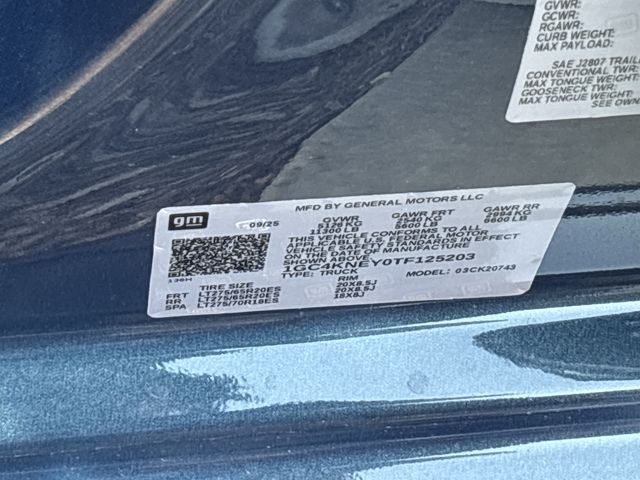 GVWR:
GCWR:
RGAWR:
CURB WEIGHT:
MAX PAYLOAD:
SAE J2807 TRAIL
CONVENTIONAL TWR:
MAX TONGUE WEIGHT:
GOOSENECK TWR:
MAX TONGUE WEIGHT:
SEE OWN
MFD BY GENERAL MOTORS LLC
gm
09/25
GVWR GAWR FRT GAWR RR
5126 KG 2540 KG 2994 KG
11300 LB 5600 LB 6600 LB
THIS VEHICLE CONFORMS TO ALL
APPLICABLE U.S. FEDERAL MOTOR
VEHICLE SAFETY STANDARDS IN EFFECT
ON THE DATE OF MANUFACTURE
SHOWN ABOVE.
1GC4KNEY0TF125203
TYPE: TRUCK MODEL: 03CK20743
136H
TIRE SIZE RIM
FRT LT275/65R20ES 20X8.5J
RR LT275/65R20ES 20X8.5J
SPA LT275/70R18ES 18X8J